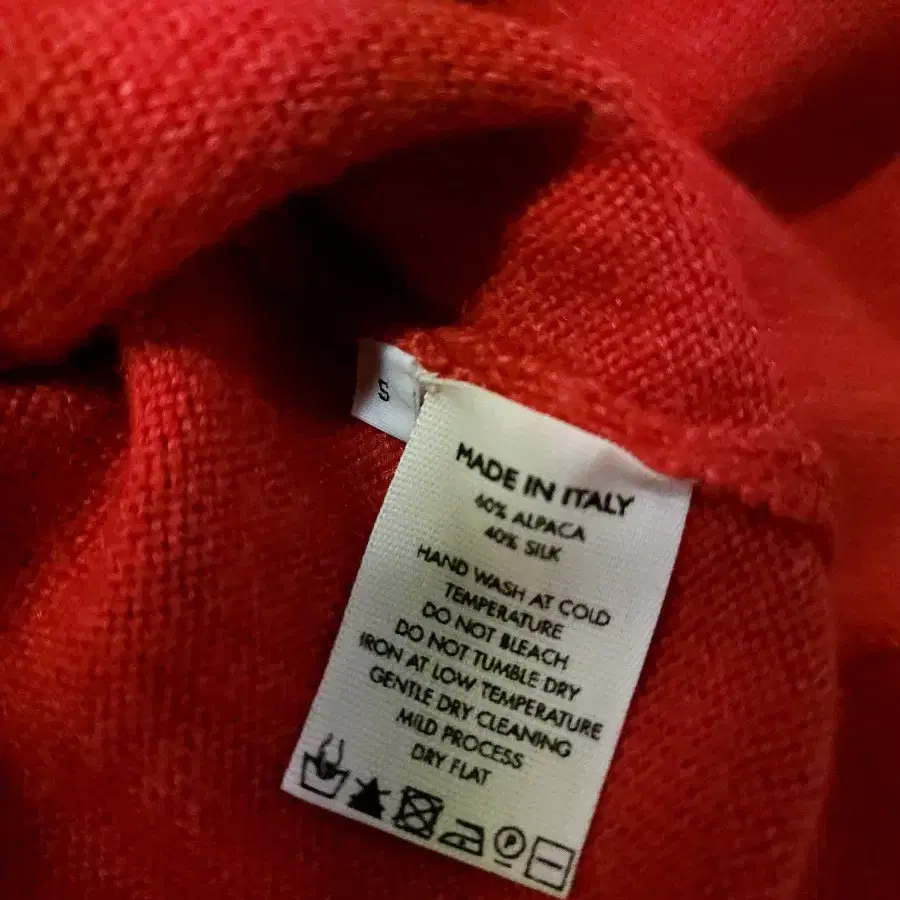 S
MADE IN ITALY
60% ALPACA
40% SILK
HAND WASH AT COLD
TEMPERATURE
DO NOT BLEACH
DO NOT TUMBLE DRY
IRON AT LOW TEMPERATURE
GENTLE DRY CLEANING
MILD PROCESS
DRY FLAT
P